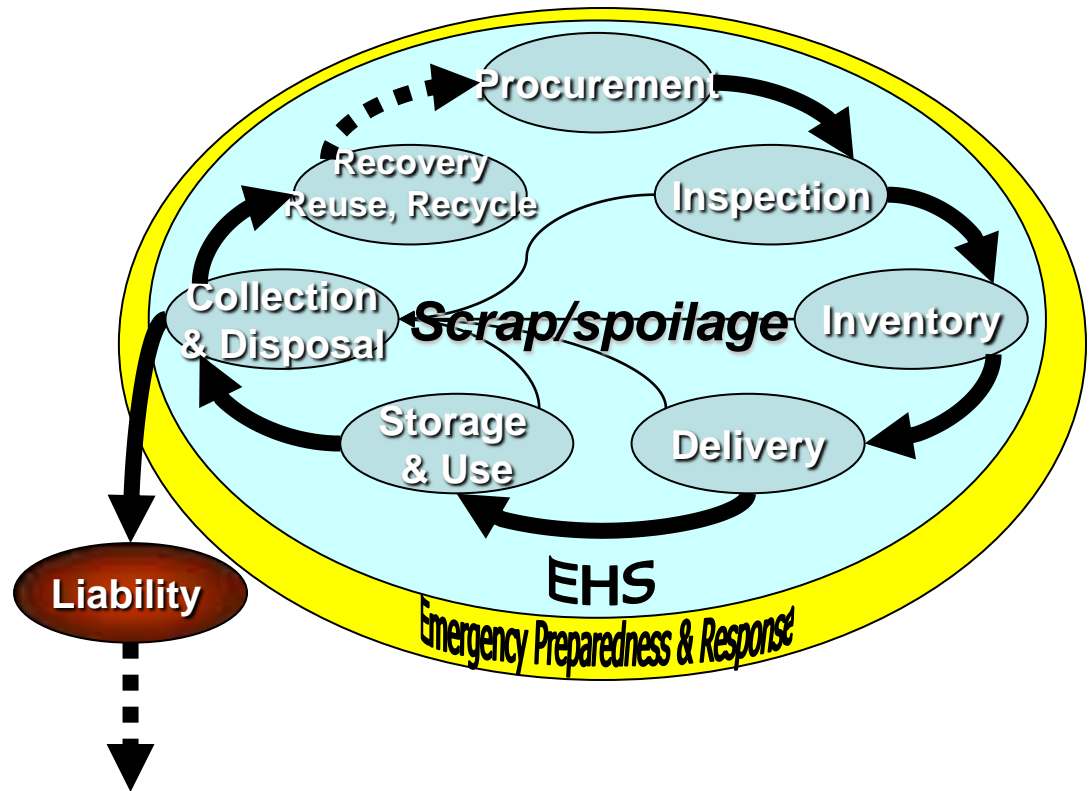 Procurement
Recovery
Reuse, Recycle
Inspection
Collection
& Disposal
Scrap/spoilage
Inventory
Storage
& Use
Delivery
EHS
Liability
Emergency Preparedness & Response